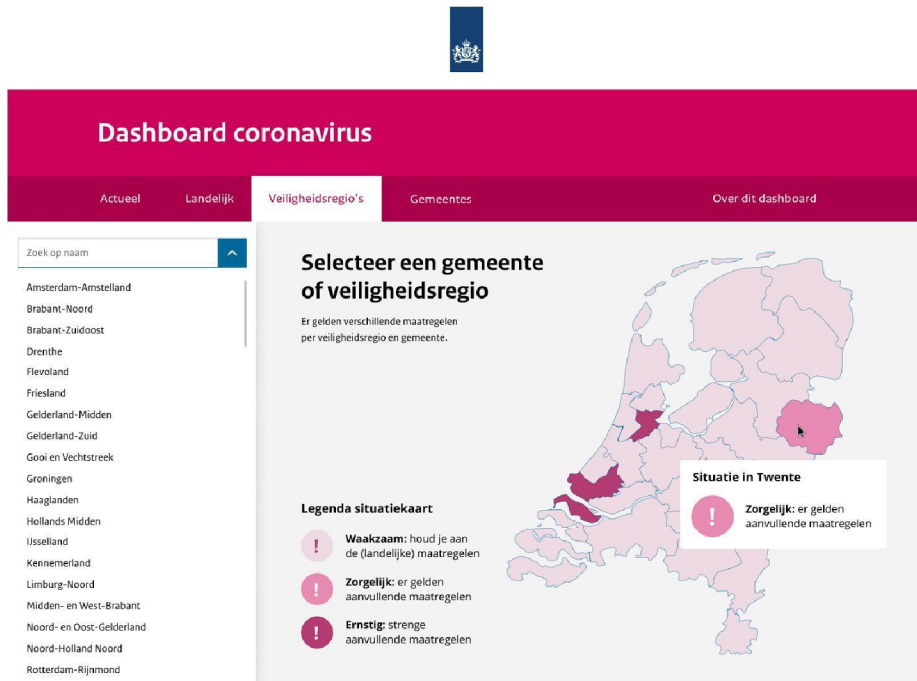 Dashboard coronavirus
Actueel
Landelijk
Veiligheidsregio's
Gemeentes
Over dit dashboard
Zoek op naam
Amsterdam-Amstelland
Brabant-Noord
Brabant-Zuidoost
Drenthe
Flevoland
Friesland
Gelderland-Midden
Gelderland-Zuid
Gooi en Vechtstreek
Groningen
Haaglanden
Hollands Midden
IJsselland
Kennemerland
Limburg-Noord
Midden- en West-Brabant
Noord- en Oost-Gelderland
Noord-Holland Noord
Rotterdam-Rijnmond
Selecteer een gemeente
of veiligheidsregio
Er gelden verschillende maatregelen
per veiligheidsregio en gemeente.
Legenda situatiekaart
! Waakzaam: houd je aan
de (landelijke) maatregelen
! Zorgelijk: er gelden
aanvullende maatregelen
! Ernstig: strenge
aanvullende maatregelen
Situatie in Twente
! Zorgelijk: er gelden
aanvullende maatregelen